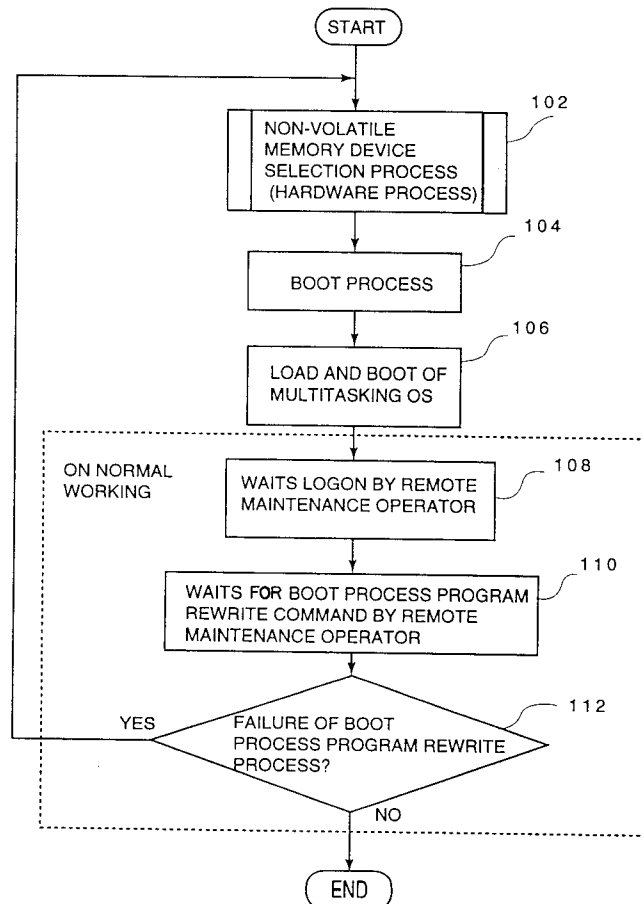 START
102
NON-VOLATILE
MEMORY DEVICE
SELECTION PROCESS
(HARDWARE PROCESS)
104
BOOT PROCESS
106
LOAD AND BOOT OF
MULTITASKING OS
ON NORMAL
WORKING
108
WAITS LOGON BY REMOTE
MAINTENANCE OPERATOR
110
WAITS FOR BOOT PROCESS PROGRAM
REWRITE COMMAND BY REMOTE
MAINTENANCE OPERATOR
112
YES
FAILURE OF BOOT
PROCESS PROGRAM REWRITE
PROCESS?
NO
END